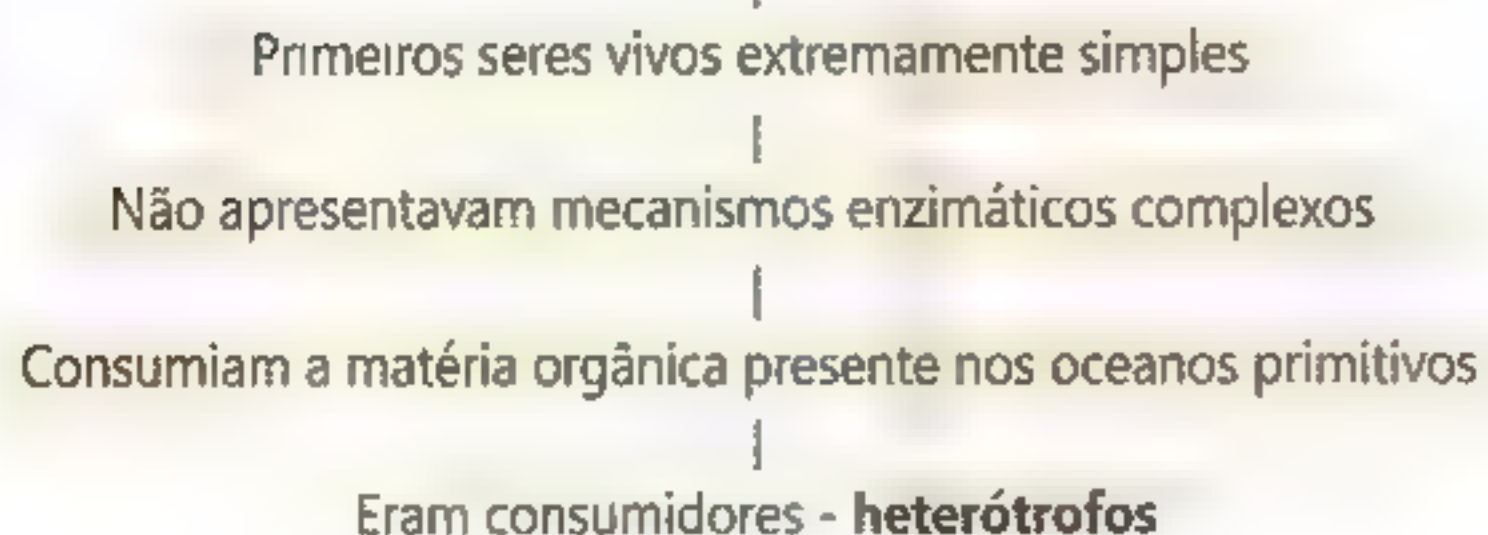 Primeiros seres vivos extremamente simples
Não apresentavam mecanismos enzimáticos complexos
Consumiam a matéria orgânica presente nos oceanos primitivos
Eram consumidores - heterótrofos